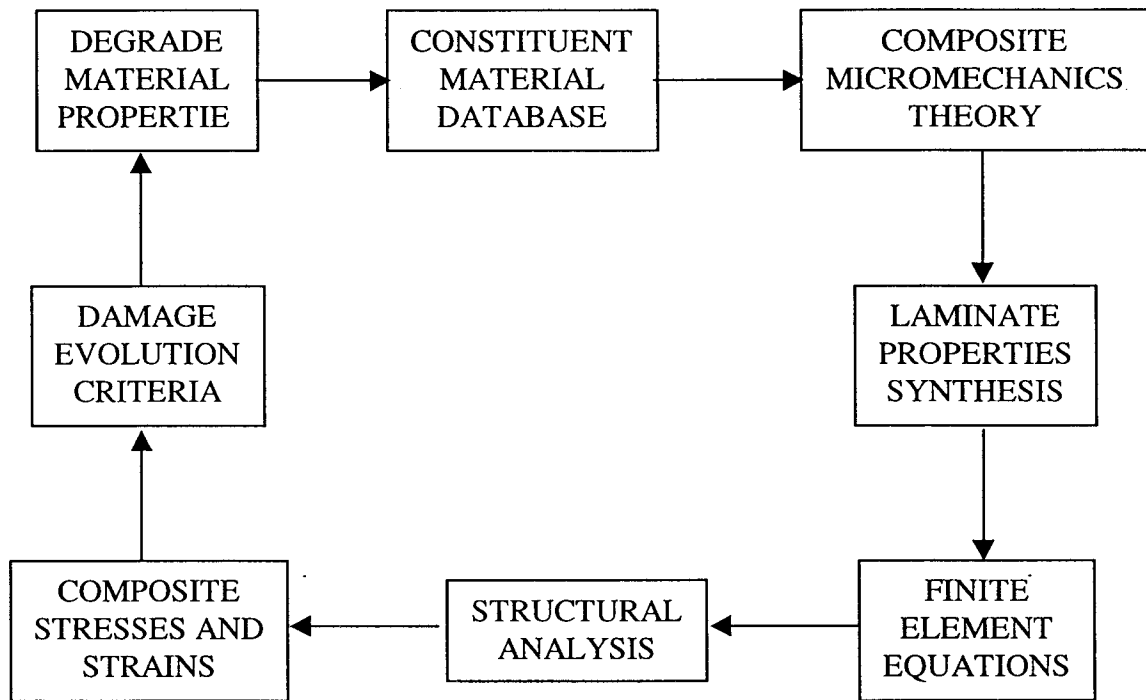 DEGRADE
MATERIAL
PROPERTIE
CONSTITUENT
MATERIAL
DATABASE
COMPOSITE
MICROMECHANICS
THEORY
DAMAGE
EVOLUTION
CRITERIA
LAMINATE
PROPERTIES
SYNTHESIS
COMPOSITE
STRESSES AND
STRAINS
STRUCTURAL
ANALYSIS
FINITE
ELEMENT
EQUATIONS